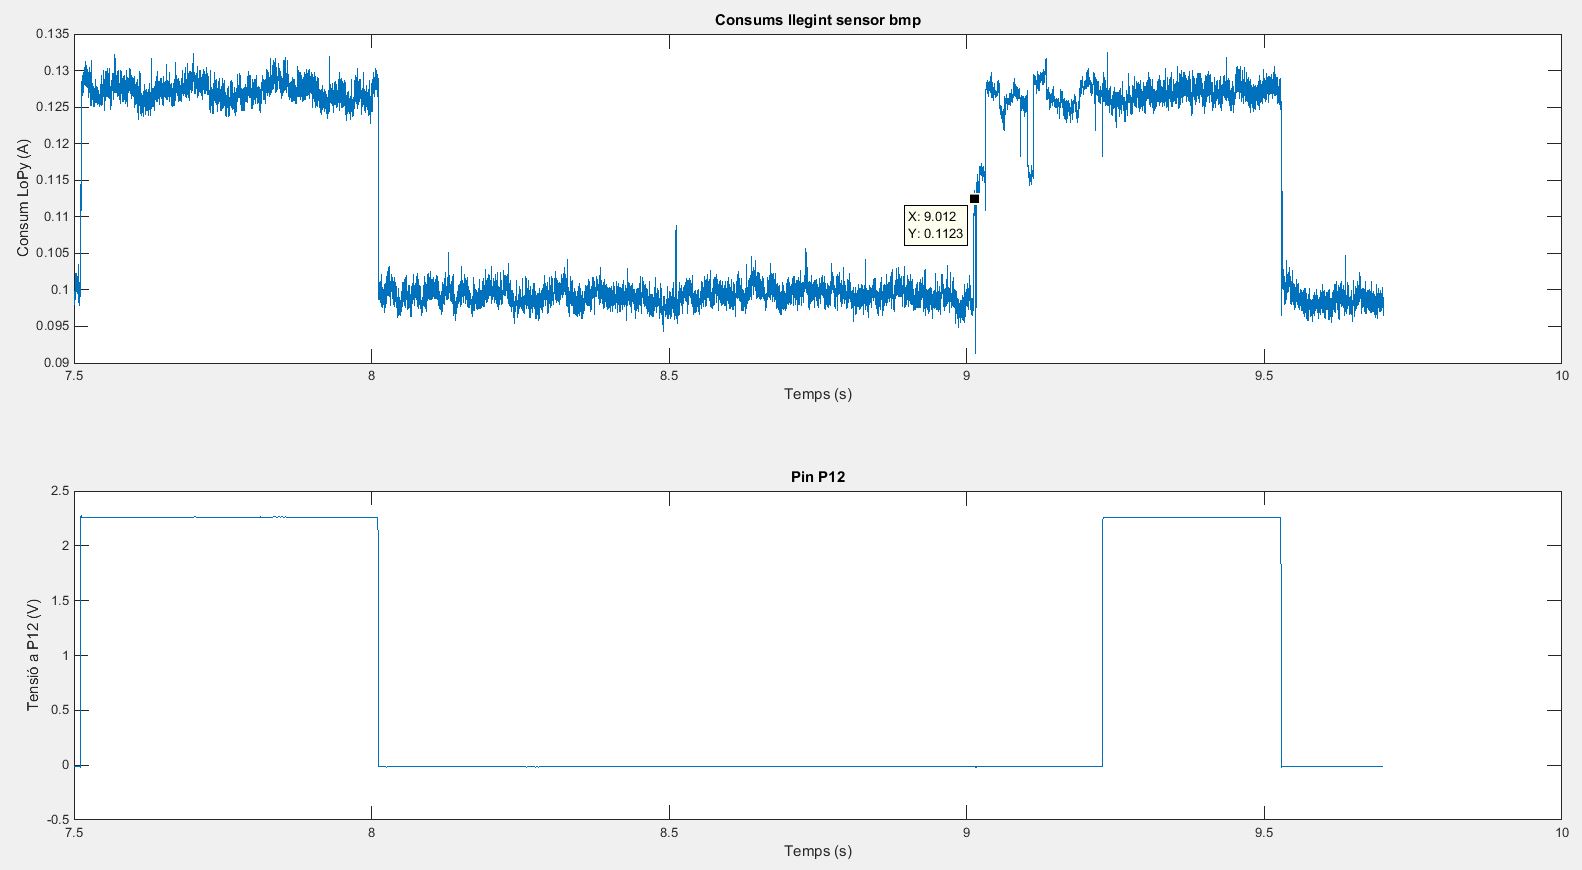 Consums llegint sensor bmp
0.135
0.13
0.125
0.12
0.115
0.11
0.105
0.1
0.095
0.09
Consum LoPy (A)
X: 9.012
Y: 0.1123
7.5 8 8.5 9 9.5 10
Temps (s)
Pin P12
2.5
2
1.5
1
0.5
0
-0.5
Tensió a P12 (V)
7.5 8 8.5 9 9.5 10
Temps (s)